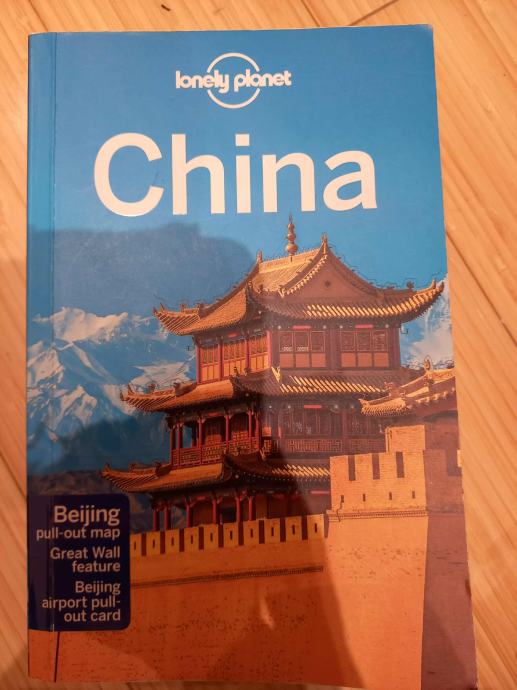 lonely planet
China
Beijing
pull-out map
Great Wall
feature
Beijing
airport pull-
out card